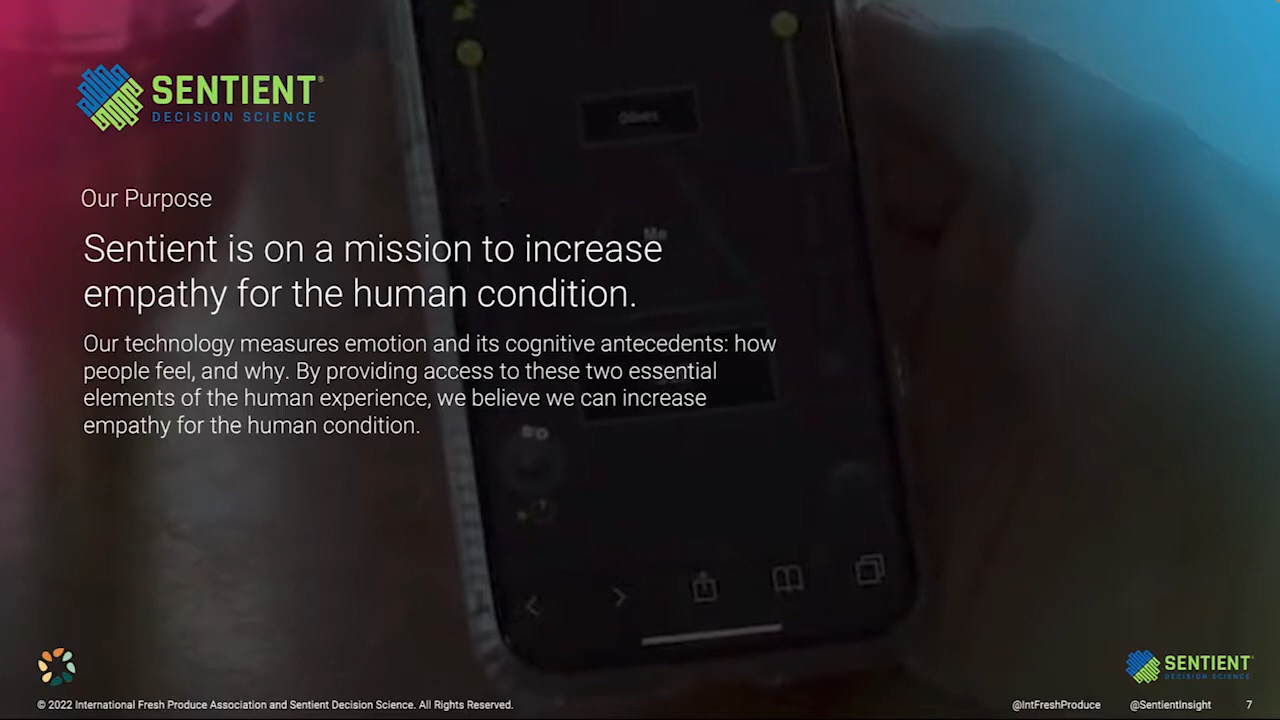 SENTIENT®
DECISION SCIENCE
Our Purpose
Sentient is on a mission to increase
empathy for the human condition.
Our technology measures emotion and its cognitive antecedents: how
people feel, and why. By providing access to these two essential
elements of the human experience, we believe we can increase
empathy for the human condition.
Others
Me
SENTIENT®
DECISION SCIENCE
© 2022 International Fresh Produce Association and Sentient Decision Science. All Rights Reserved.
@IntFreshProduce
@SentientInsight
7